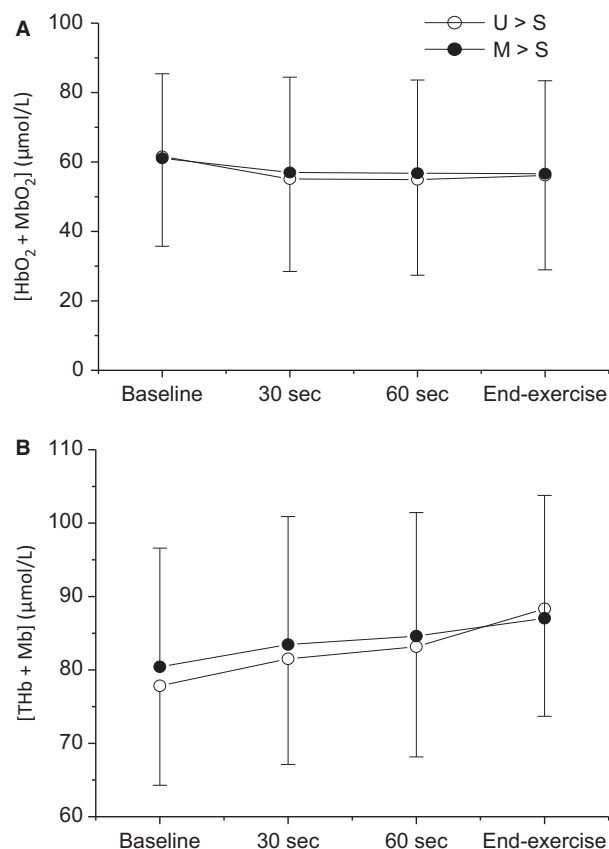 A
U > S
M > S
[HbO₂ + MbO₂] (μmol/L)
100
80
60
40
20
0
Baseline 30 sec 60 sec End-exercise
B
[THb + Mb] (μmol/L)
110
100
90
80
70
60
Baseline 30 sec 60 sec End-exercise